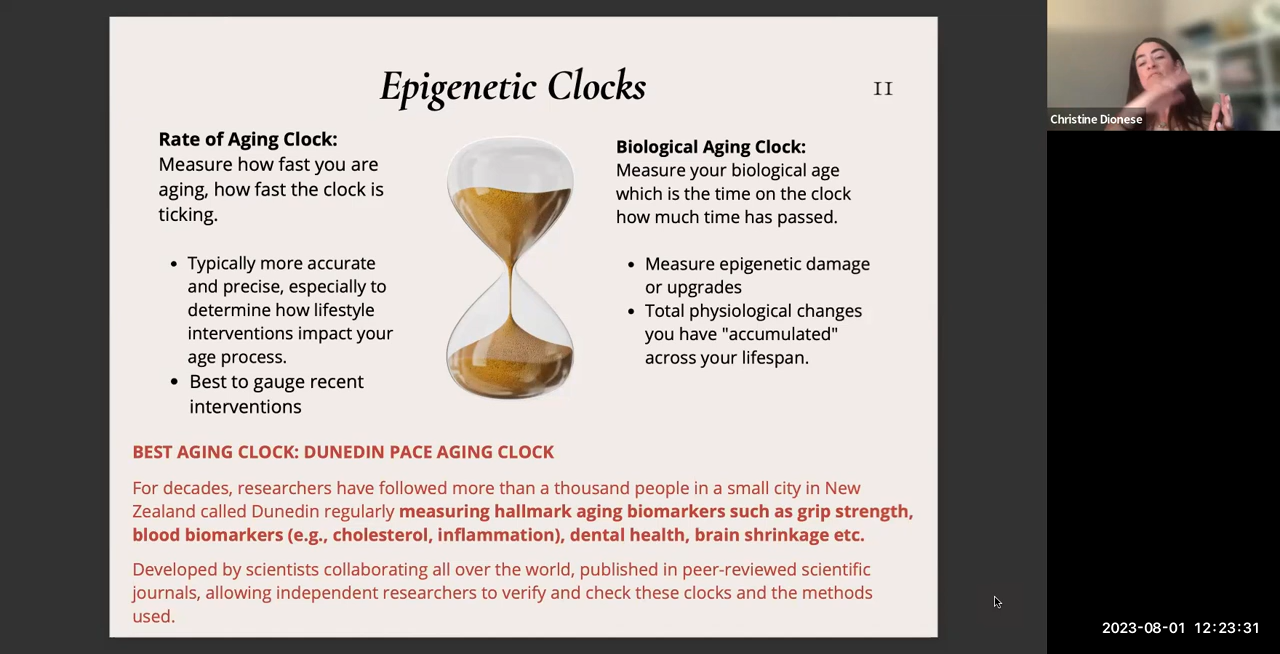 Epigenetic Clocks
11
Rate of Aging Clock:
Measure how fast you are
aging, how fast the clock is
ticking.
• Typically more accurate
and precise, especially to
determine how lifestyle
interventions impact your
age process.
• Best to gauge recent
interventions
Biological Aging Clock:
Measure your biological age
which is the time on the clock
how much time has passed.
• Measure epigenetic damage
or upgrades
• Total physiological changes
you have "accumulated"
across your lifespan.
BEST AGING CLOCK: DUNEDIN PACE AGING CLOCK
For decades, researchers have followed more than a thousand people in a small city in New
Zealand called Dunedin regularly measuring hallmark aging biomarkers such as grip strength,
blood biomarkers (e.g., cholesterol, inflammation), dental health, brain shrinkage etc.
Developed by scientists collaborating all over the world, published in peer-reviewed scientific
journals, allowing independent researchers to verify and check these clocks and the methods
used.
Christine Dionese
2023-08-01 12:23:31